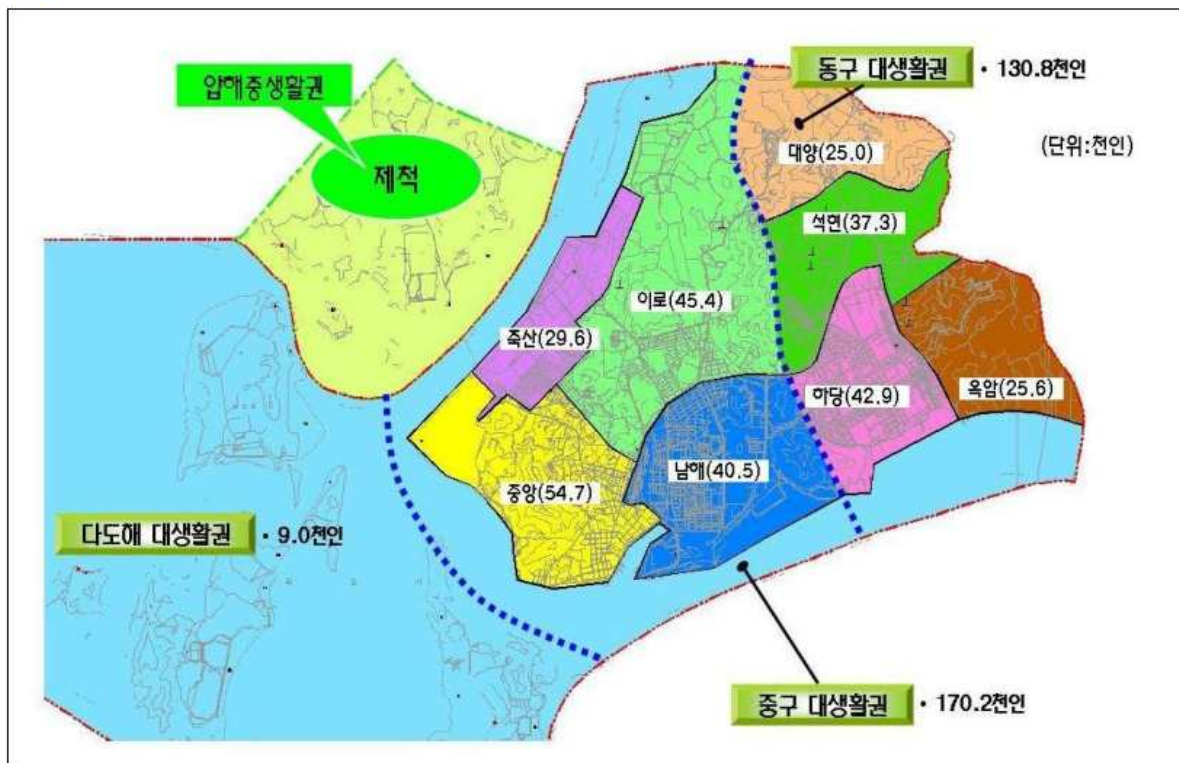 동구 대생활권 · 130.8천인
압해중생활권
(단위:천인)
대양(25.0)
제척
석현(37.3)
이로(45.4)
죽산(29.6)
하당(42.9)
옥암(25.6)
남해(40.5)
중앙(54.7)
다도해 대생활권 · 9.0천인
중구 대생활권 · 170.2천인